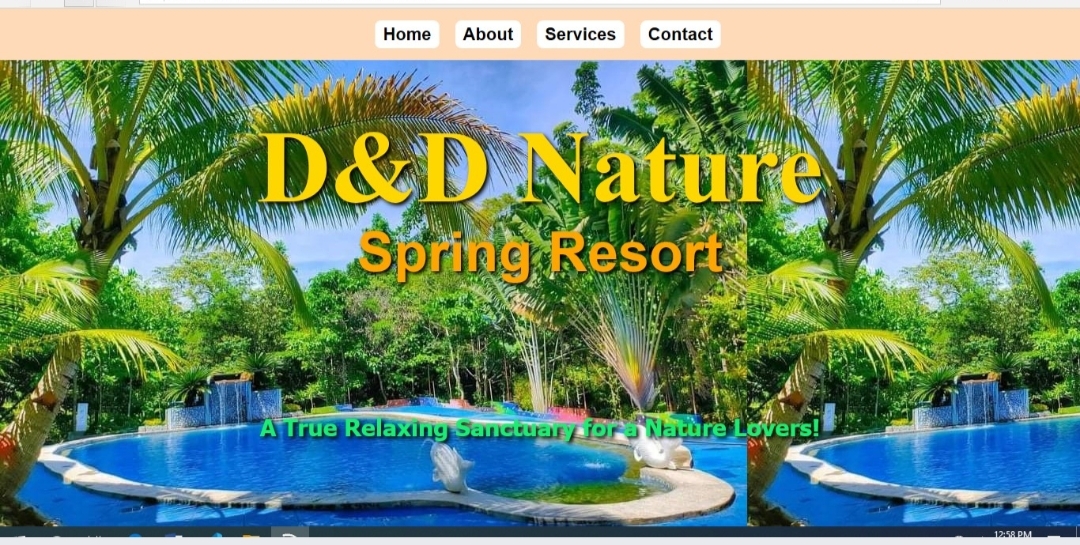 Home About Services Contact
D&D Nature
Spring Resort
A True Relaxing Sanctuary for a Nature Lovers!
12:58 PM